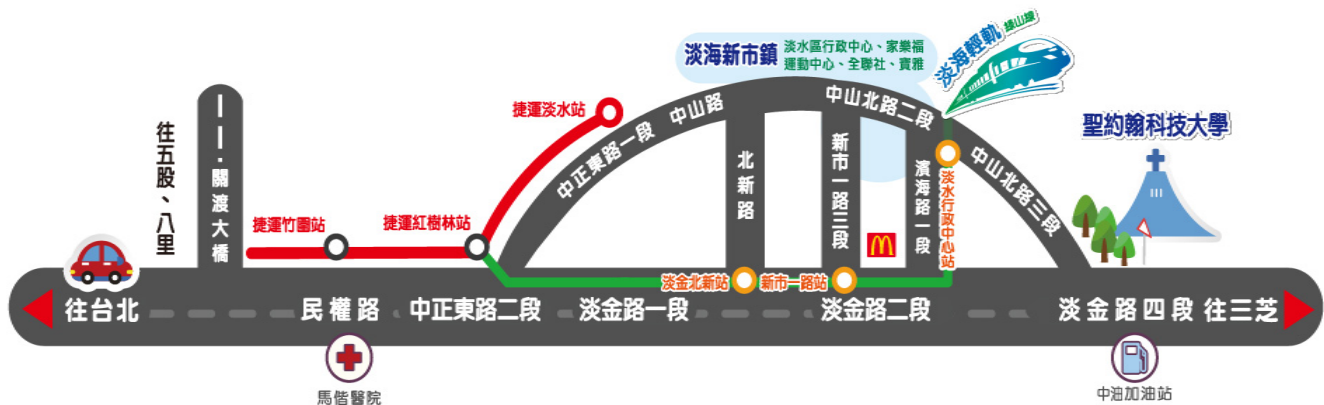 淡海新市鎮
淡水區行政中心、家樂福
運動中心、全聯社、寶雅
淡海輕軌 綠山線
聖約翰科技大學
往五股、八里
關渡大橋
捷運淡水站
捷運竹圍站
捷運紅樹林站
中正東路一段
中山路
中山北路二段
中山北路三段
北新路
新市一路三段
濱海路一段
淡水行政中心站
淡金北新站
新市一路站
往台北
民權路
中正東路二段
淡金路一段
淡金路二段
淡金路四段
往三芝
馬偕醫院
中油加油站